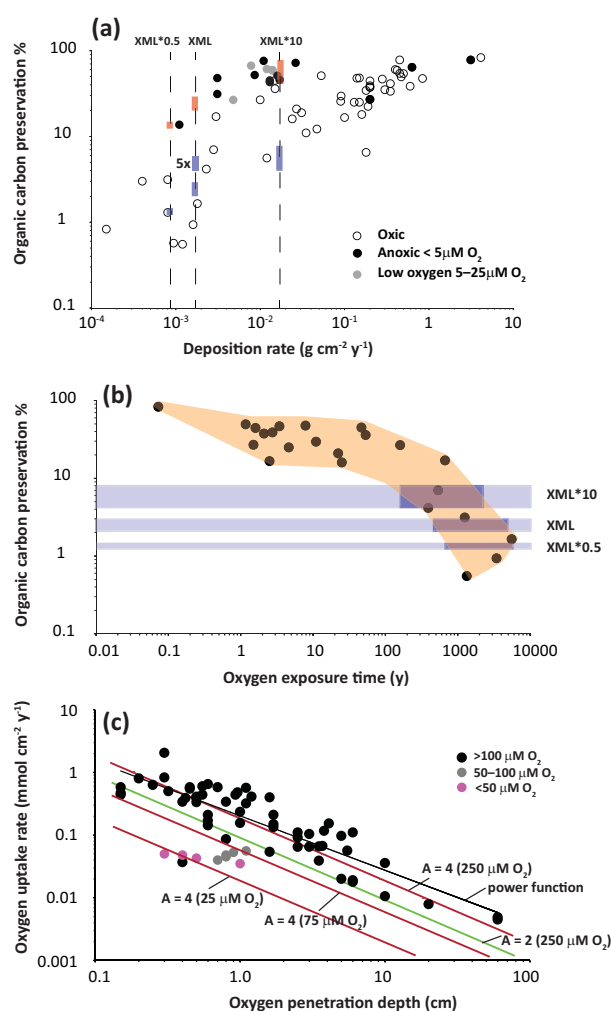 (a)
XML*0.5 XML XML*10
Organic carbon preservation %
100
10
1
0.1
5x
Oxic
Anoxic < 5μM O₂
Low oxygen 5–25μM O₂
10⁻⁴ 10⁻³ 10⁻² 10⁻¹ 1 10
Deposition rate (g cm⁻² y⁻¹)
(b)
Organic carbon preservation %
100
10
1
0.1
XML*10
XML
XML*0.5
0.01 0.1 1 10 100 1000 10000
Oxygen exposure time (y)
(c)
Oxygen uptake rate (mmol cm⁻² y⁻¹)
10
1
0.1
0.01
0.001
>100 μM O₂
50–100 μM O₂
<50 μM O₂
A = 4 (250 μM O₂)
power function
A = 4 (25 μM O₂)
A = 4 (75 μM O₂)
A = 2 (250 μM O₂)
0.1 1.0 10 100
Oxygen penetration depth (cm)